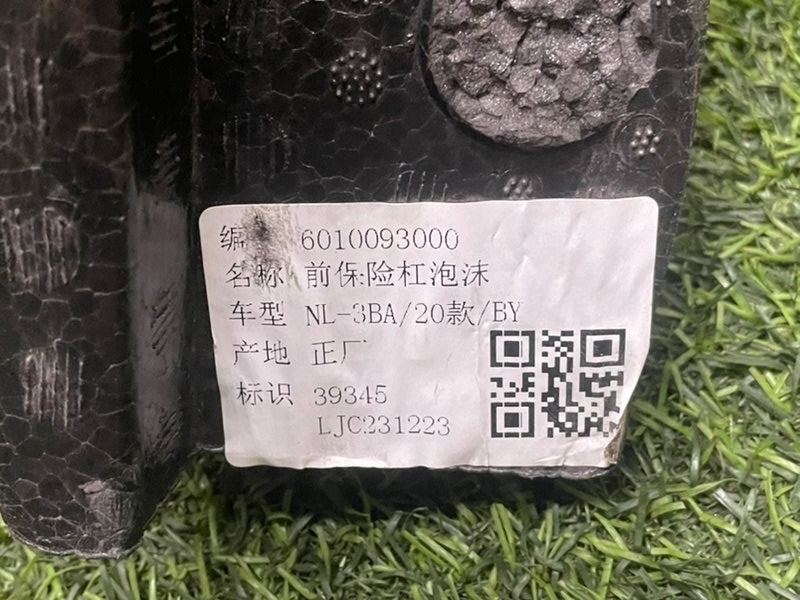 编 6010093000
名称 前保险杠泡沫
车型 NL-3BA/20款/BY
产地 正厂
标识 39345
LJC231223